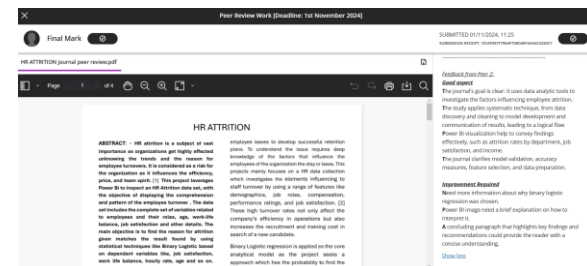 Peer Review Work [Deadline: 1st November 2024]
Final Mark
SUBMITTED 01/11/2024, 11:25
HR ATTRITION journal peer review.pdf
Page 1 of 4
HR ATTRITION
ABSTRACT: - HR attrition is a subject of vast
importance as organizations get highly effected
unknowing the trends and the reason for
employee turnovers. It is considered as a risk for
the organization as it influences the efficiency,
price, and team spirit. [1] This project leverages
Power BI to inspect an HR Attrition data set, with
the objective of displaying the comprehension
and pattern of the employee turnover . The data
set includes the complete set of variables related
to employees and their roles, age, work-life
balance, job satisfaction and other details. The
main objective is to find the reason for attrition
given matches the result found by using
statistical techniques like Binary Logistic based
on dependent variables like, job satisfaction,
work life balance, hourly rate, age and so on.
employee leaves to develop successful retention
plans. To understand the issue requires deep
knowledge of the factors that influence the
employees of the organization the stay or leave. This
projects mainly focuses on a HR data collection
which investigates the elements influencing to
staff turnover by using a range of features like
demographics, job roles, compensation,
performance ratings, and job satisfaction. [2]
These high turnover rates not only affect the
company's efficiency in operations but also
increases the recruitment and training cost in
search of a new candidate.
Binary Logistic regression is applied as the core
analytical model as the project seeks a
approach which has the probability to find the
Feedback from Peer 2:
Good aspect
The journal's goal is clear: it uses data analytic tools to
investigate the factors influencing employee attrition.
The study applies systematic technique, from data
discovery and cleaning to model development and
communication of results, leading to a logical flow
Power BI visualization help to convey findings
effectively, such as attrition rates by department, job
satisfaction, and income.
The journal clarifies model validation, accuracy
measures, feature selection, and data preparation.
Improvement Required
Need more information about why binary logistic
regression was chosen.
Power BI image need a brief explanation on how to
interpret it.
A concluding paragraph that highlights key findings and
recommendations could provide the reader with a
concise understanding.
Show less